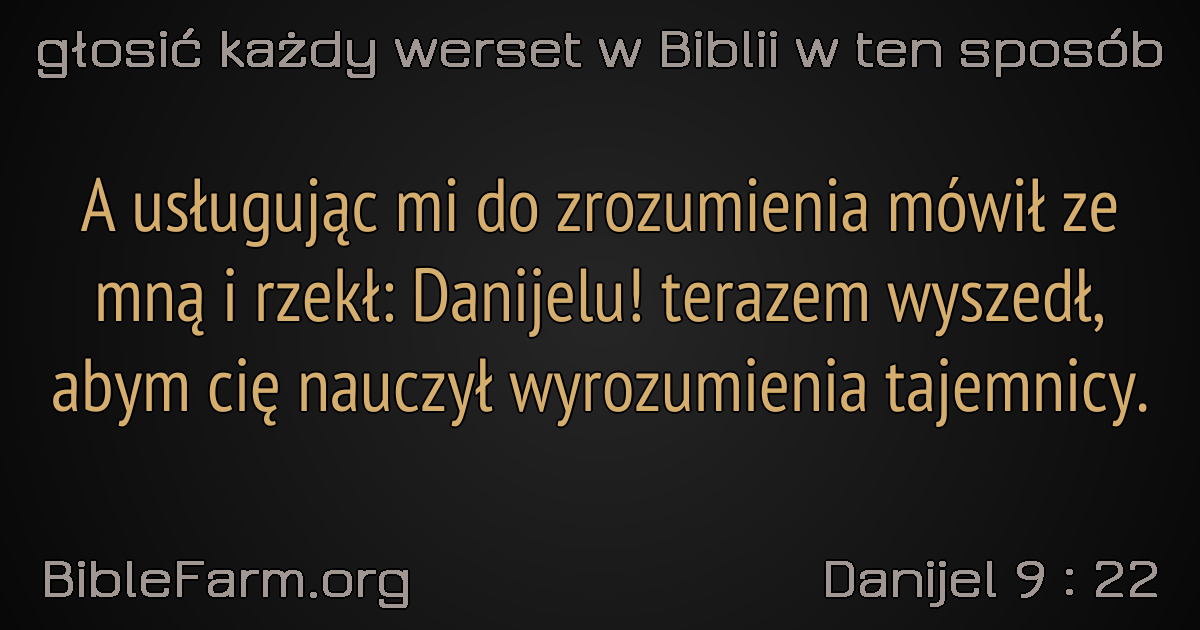 głosić każdy werset w Biblii w ten sposób
A usługując mi do zrozumienia mówił ze
mną i rzekł: Danijelu! terazem wyszedł,
abym cię nauczył wyrozumienia tajemnicy.
BibleFarm.org
Danijel 9 : 22